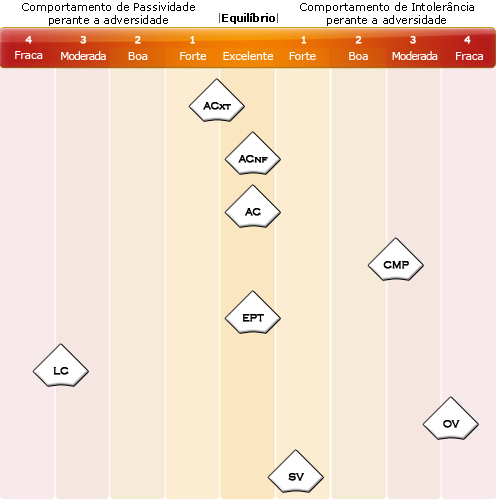 Comportamento de Passividade
perante a adversidade
|Equilíbrio|
Comportamento de Intolerância
perante a adversidade
4 3 2 1 1 2 3 4
Fraca Moderada Boa Forte Excelente Forte Boa Moderada Fraca
ACXT
ACNF
AC
CMP
EPT
LC
OV
SV